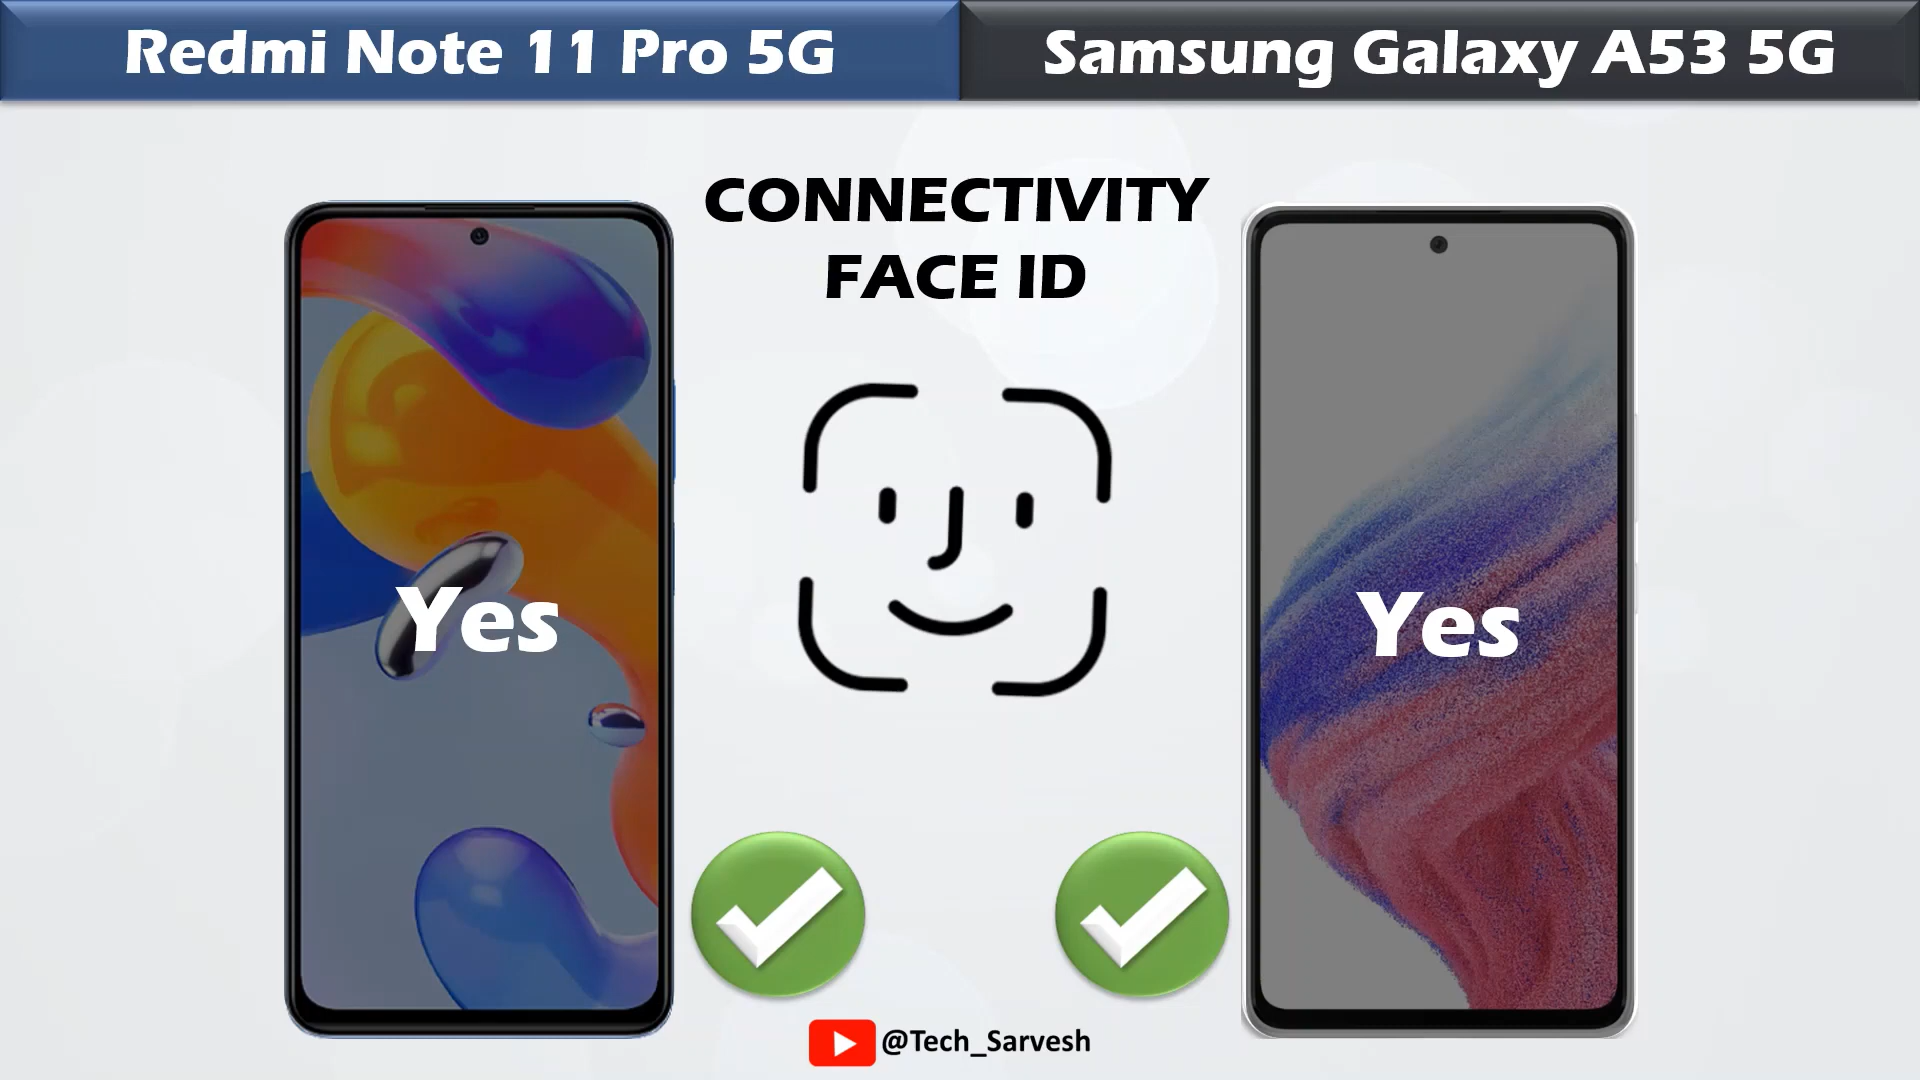 Redmi Note 11 Pro 5G
Samsung Galaxy A53 5G
CONNECTIVITY
FACE ID
Yes
Yes
@Tech_Sarvesh